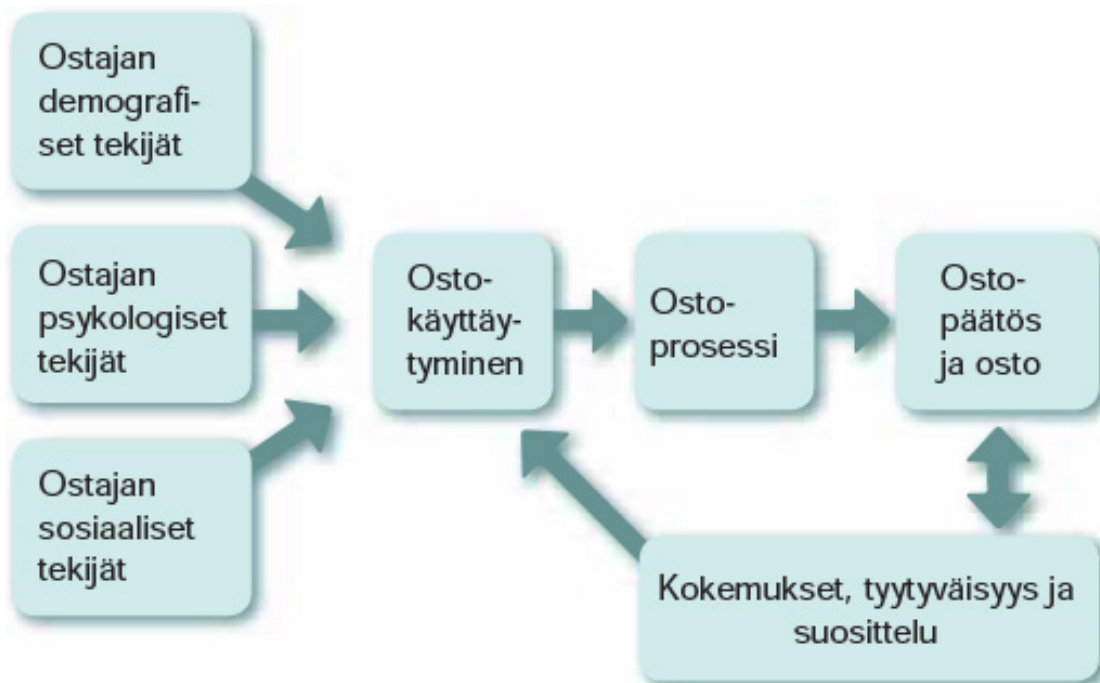 Ostajan
demografi-
set tekijät
Ostajan
psykologiset
tekijät
Ostajan
sosiaaliset
tekijät
Osto-
käyttäy-
tyminen
Osto-
prosessi
Osto-
päätös
ja osto
Kokemukset, tyytyväisyys ja
suosittelu